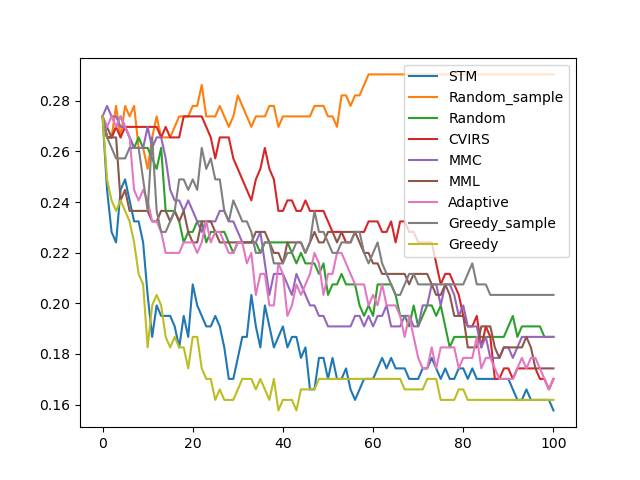 0.28
0.26
0.24
0.22
0.20
0.18
0.16
0
20
40
60
80
100
STM
Random_sample
Random
CVIRS
MMC
MML
Adaptive
Greedy_sample
Greedy